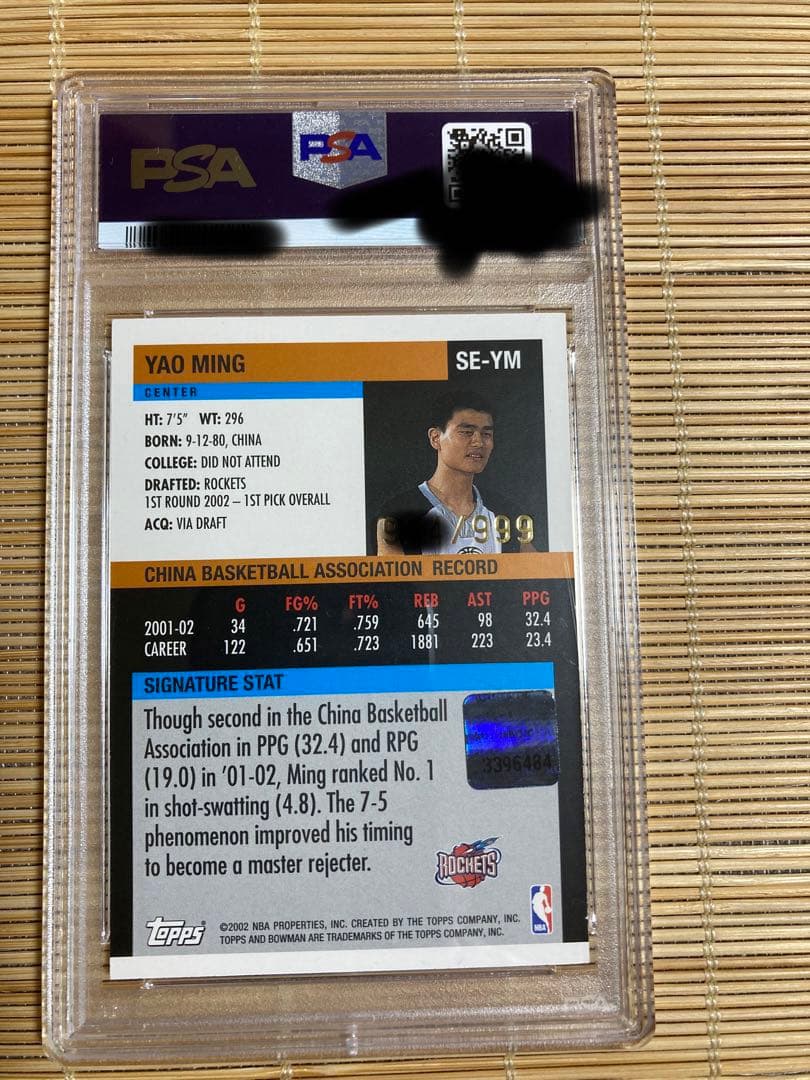 PSA
PSA
YAO MING
SE-YM
CENTER
HT: 7'5" WT: 296
BORN: 9-12-80, CHINA
COLLEGE: DID NOT ATTEND
DRAFTED: ROCKETS
1ST ROUND 2002 – 1ST PICK OVERALL
ACQ: VIA DRAFT
/999
CHINA BASKETBALL ASSOCIATION RECORD
G FG% FT% REB AST PPG
2001-02 34 .721 .759 645 98 32.4
CAREER 122 .651 .723 1881 223 23.4
SIGNATURE STAT
Though second in the China Basketball
Association in PPG (32.4) and RPG
(19.0) in '01-02, Ming ranked No. 1
in shot-swatting (4.8). The 7-5
phenomenon improved his timing
to become a master rejecter.
3396484
ROCKETS
Topps®
©2002 NBA PROPERTIES, INC. CREATED BY THE TOPPS COMPANY, INC.
TOPPS AND BOWMAN ARE TRADEMARKS OF THE TOPPS COMPANY, INC.
NBA
PSA